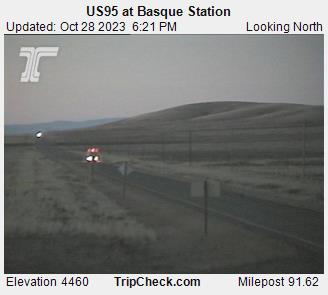 US95 at Basque Station
Updated: Oct 28 2023 6:21 PM Looking North
Elevation 4460 TripCheck.com Milepost 91.62